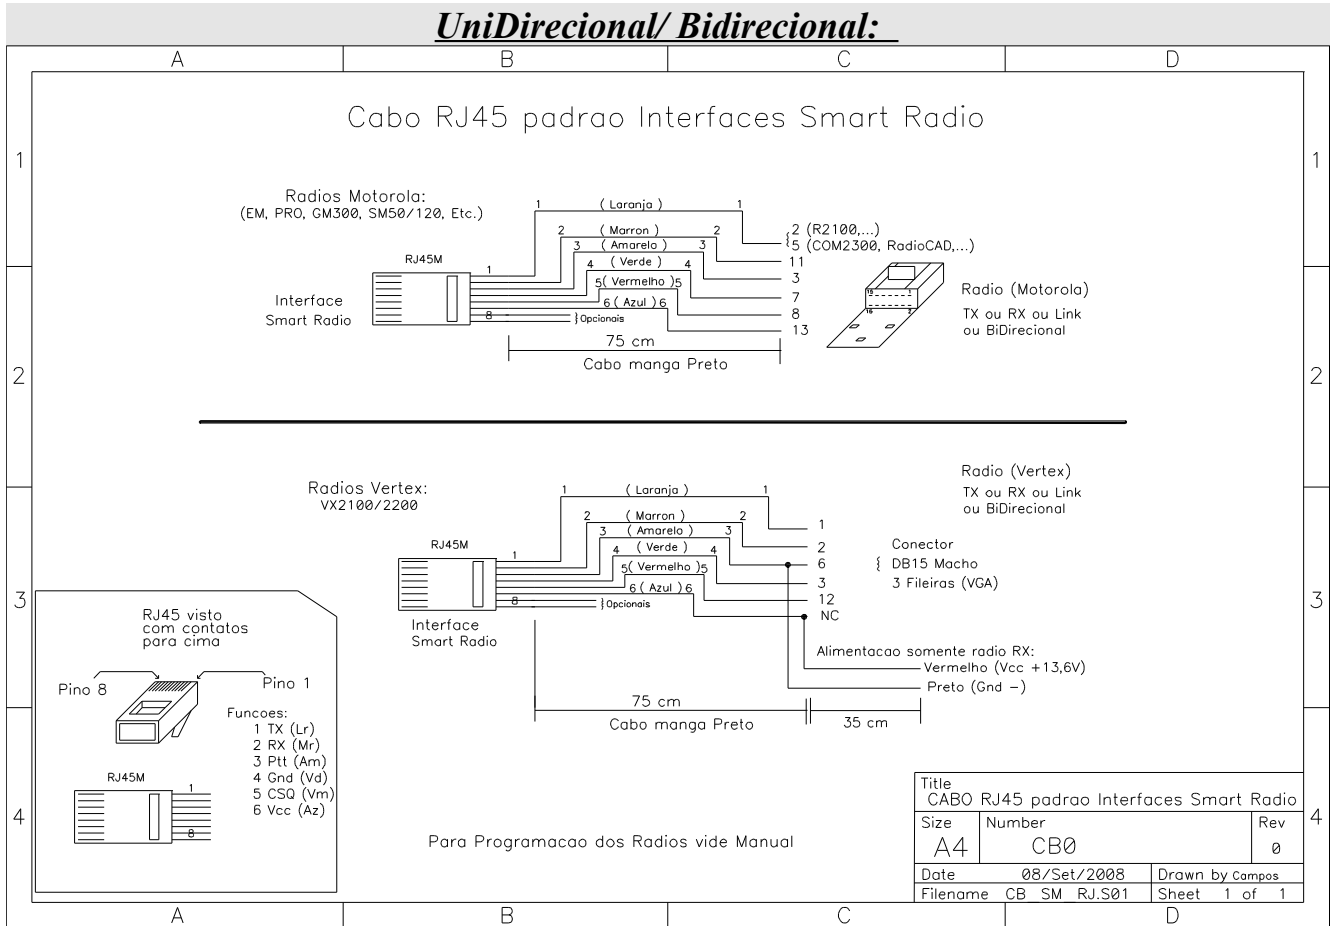 UniDirecional/ Bidirecional:
A B C D
Cabo RJ45 padrao Interfaces Smart Radio
1 1
Radios Motorola:
(EM, PRO, GM300, SM50/120, Etc.)
1 ( Laranja ) 1
2 ( Marron ) 2
3 ( Amarelo ) 3
4 ( Verde ) 4
5( Vermelho )5
6 ( Azul ) 6
} Opcionais
RJ45M
1
8
Interface
Smart Radio
2 (R2100,...)
5 (COM2300, RadioCAD,...)
11
3
7
8
13
15 1
16 2
Radio (Motorola)
TX ou RX ou Link
ou BiDirecional
75 cm
Cabo manga Preto
2 2
Radios Vertex:
VX2100/2200
1 ( Laranja ) 1
2 ( Marron ) 2
3 ( Amarelo ) 3
4 ( Verde ) 4
5( Vermelho )5
6 ( Azul ) 6
} Opcionais
RJ45M
1
8
Interface
Smart Radio
Radio (Vertex)
TX ou RX ou Link
ou BiDirecional
1
2
6
3
12
NC
Conector
{ DB15 Macho
3 Fileiras (VGA)
Alimentacao somente radio RX:
Vermelho (Vcc +13,6V)
Preto (Gnd -)
75 cm
Cabo manga Preto
35 cm
3 3
RJ45 visto
com contatos
para cima
Pino 8
Pino 1
Funcoes:
1 TX (Lr)
2 RX (Mr)
3 Ptt (Am)
4 Gnd (Vd)
5 CSQ (Vm)
6 Vcc (Az)
RJ45M
1
8
4 4
Para Programacao dos Radios vide Manual
Title
CABO RJ45 padrao Interfaces Smart Radio
Size Number Rev
A4 CB0 0
Date 08/Set/2008 Drawn by Campos
Filename CB SM RJ.S01 Sheet 1 of 1
A B C D